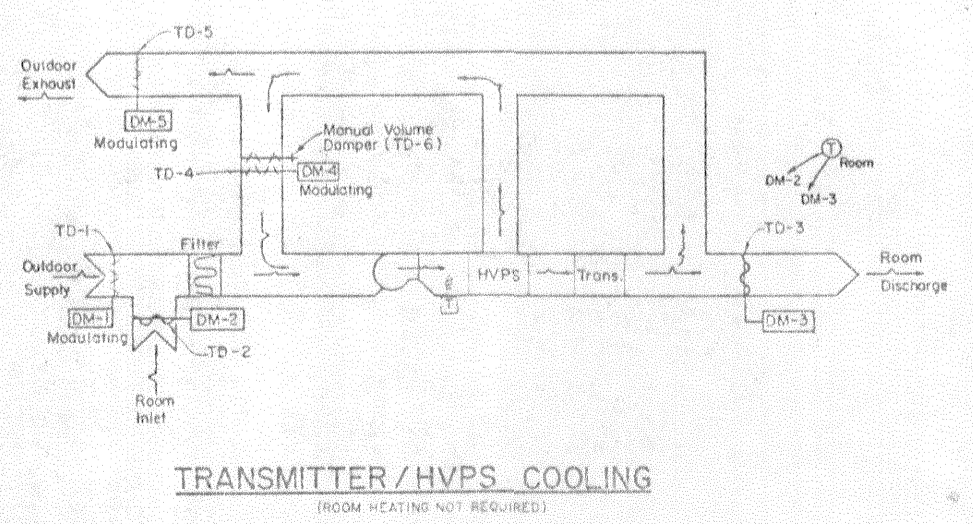 TD-5
Outdoor
Exhaust
DM-5
Modulating
Manual Volume
Damper (TD-6)
TD-4
DM-4
Modulating
T
Room
DM-2
DM-3
TD-1
Filter
TD-3
Outdoor
Supply
HVPS
Trans.
Room
Discharge
DM-1
Modulating
DM-2
TD-2
T
DM-3
Room
Inlet
TRANSMITTER/HVPS COOLING
(ROOM HEATING NOT REQUIRED)